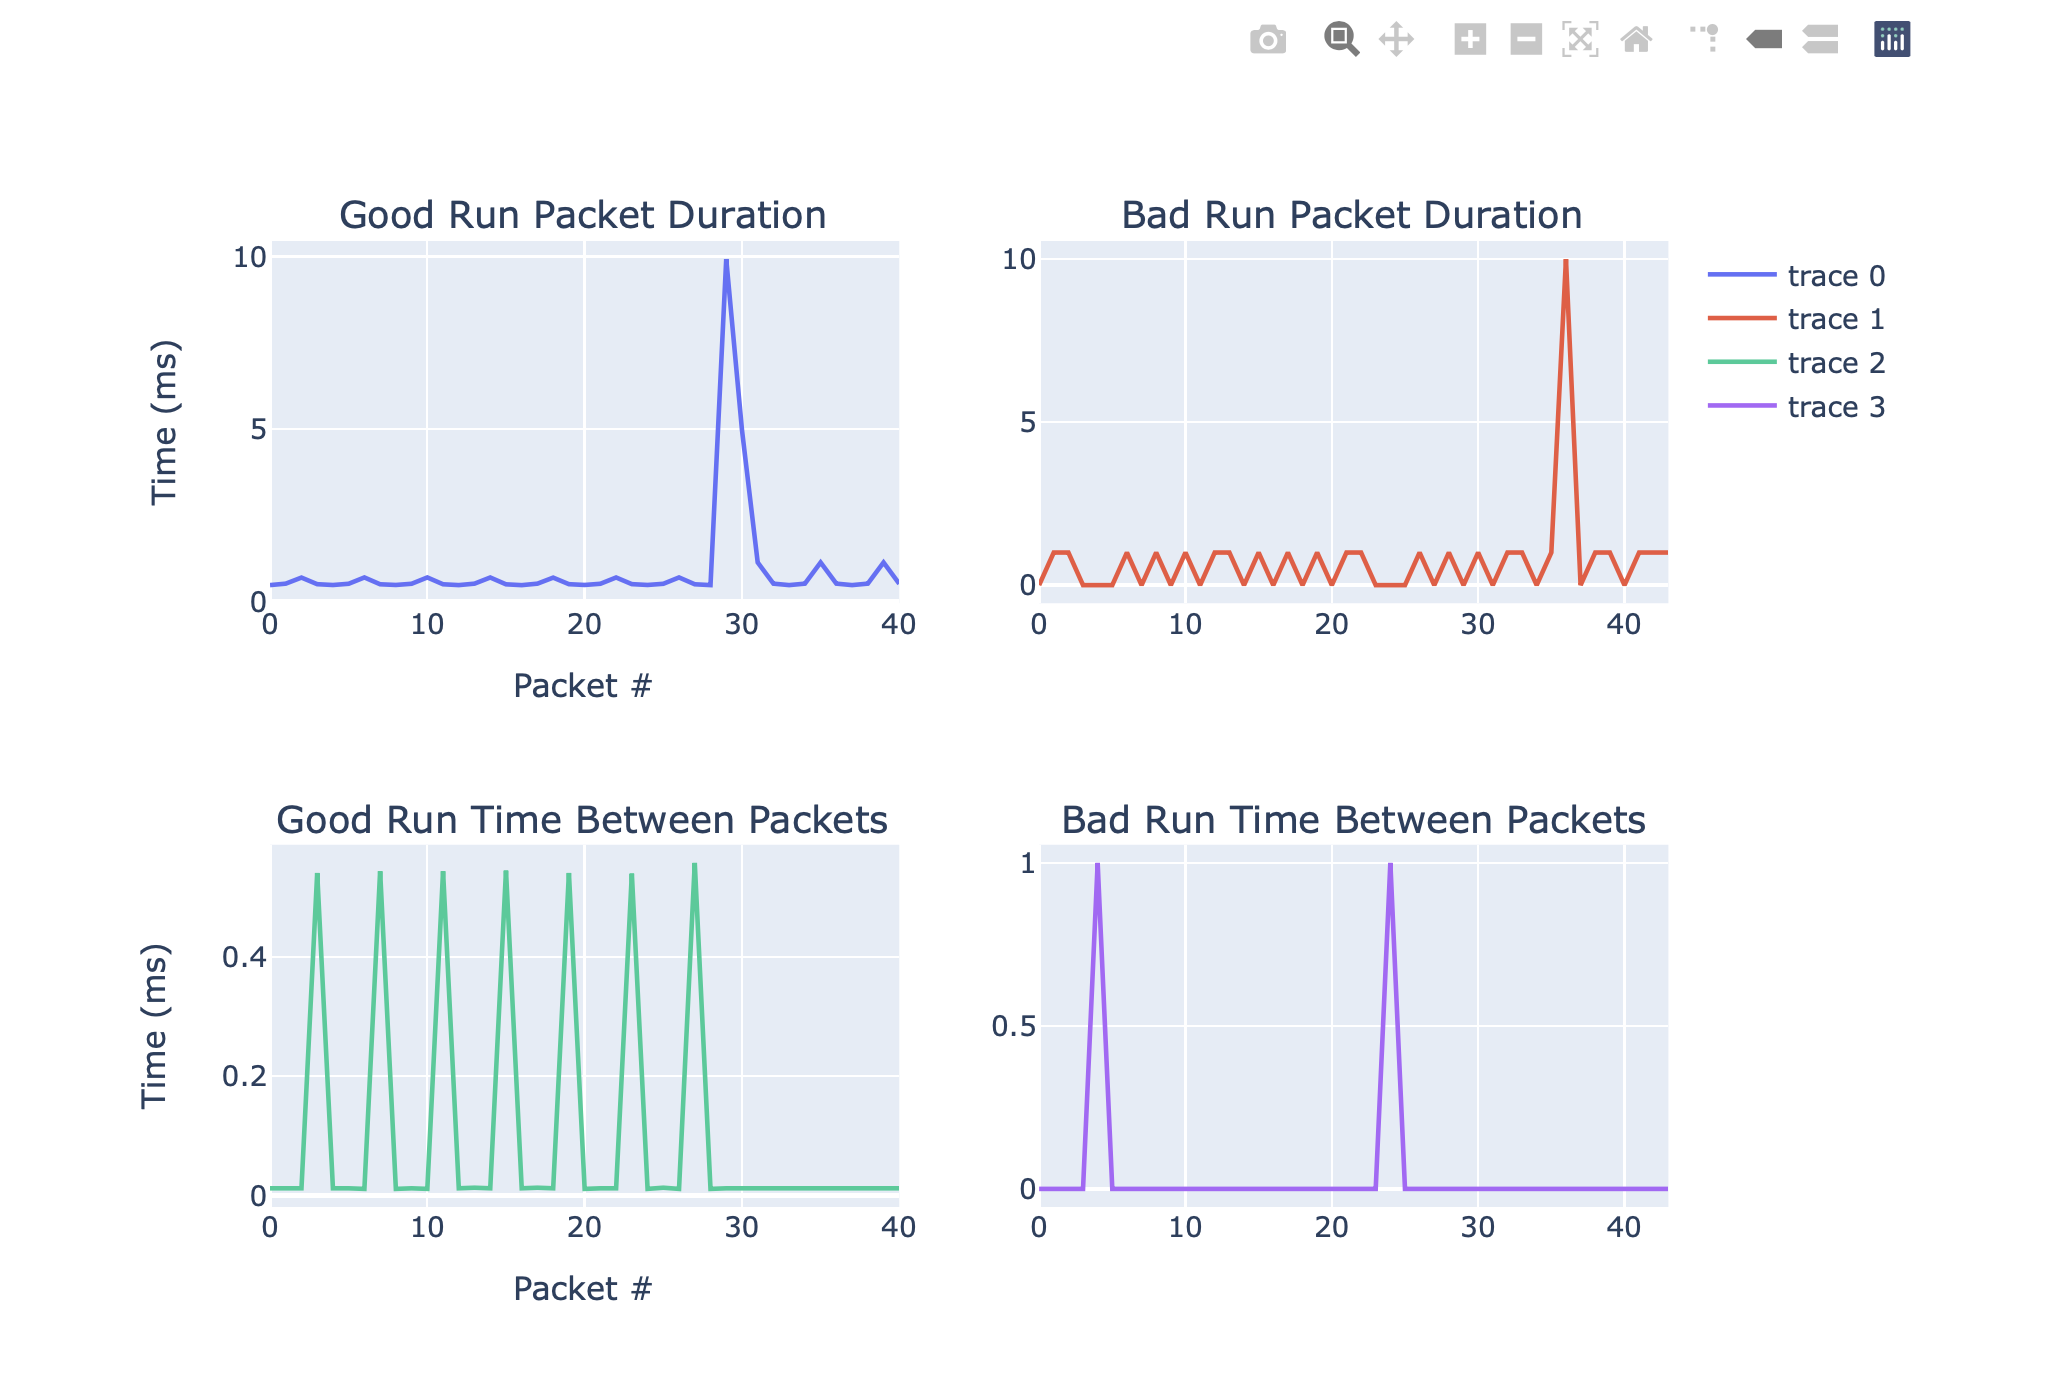 Good Run Packet Duration
Time (ms)
10
5
0
0 10 20 30 40
Packet #
Bad Run Packet Duration
10
5
0
0 10 20 30 40
trace 0
trace 1
trace 2
trace 3
Good Run Time Between Packets
Time (ms)
0.4
0.2
0
0 10 20 30 40
Packet #
Bad Run Time Between Packets
1
0.5
0
0 10 20 30 40